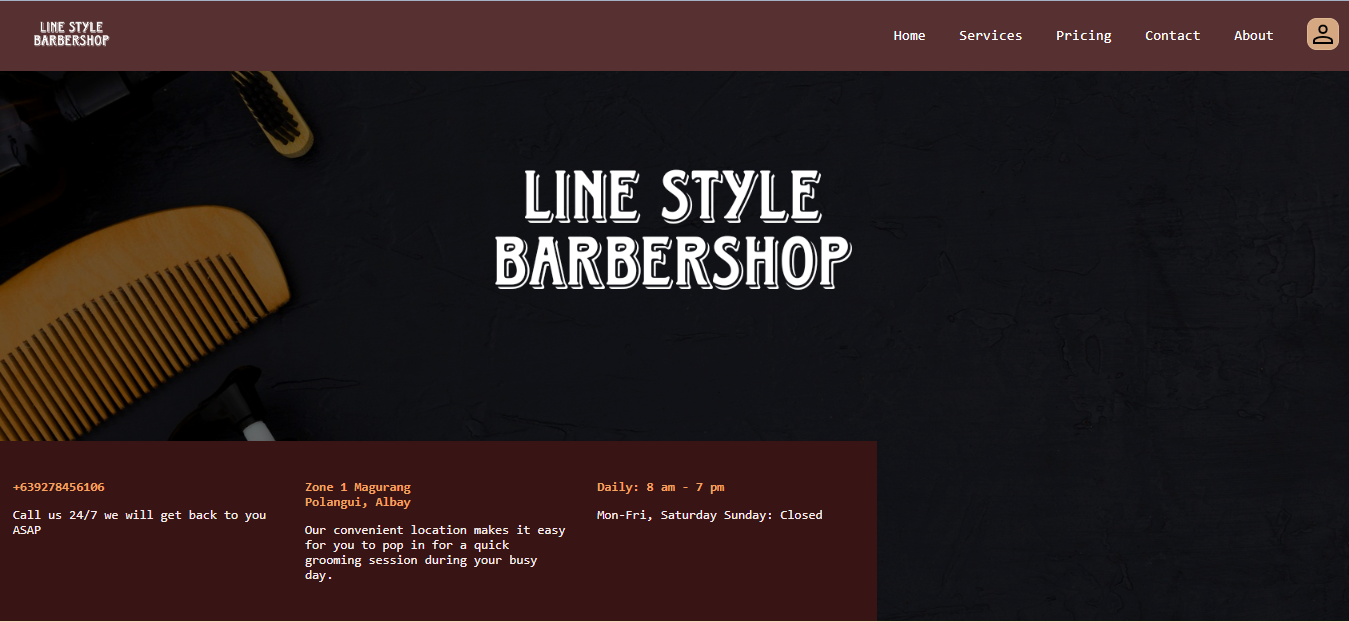 LINE STYLE
BARBERSHOP
Home Services Pricing Contact About
LINE STYLE
BARBERSHOP
+639278456106
Call us 24/7 we will get back to you
ASAP
Zone 1 Magurang
Polangui, Albay
Our convenient location makes it easy
for you to pop in for a quick
grooming session during your busy
day.
Daily: 8 am - 7 pm
Mon-Fri, Saturday Sunday: Closed